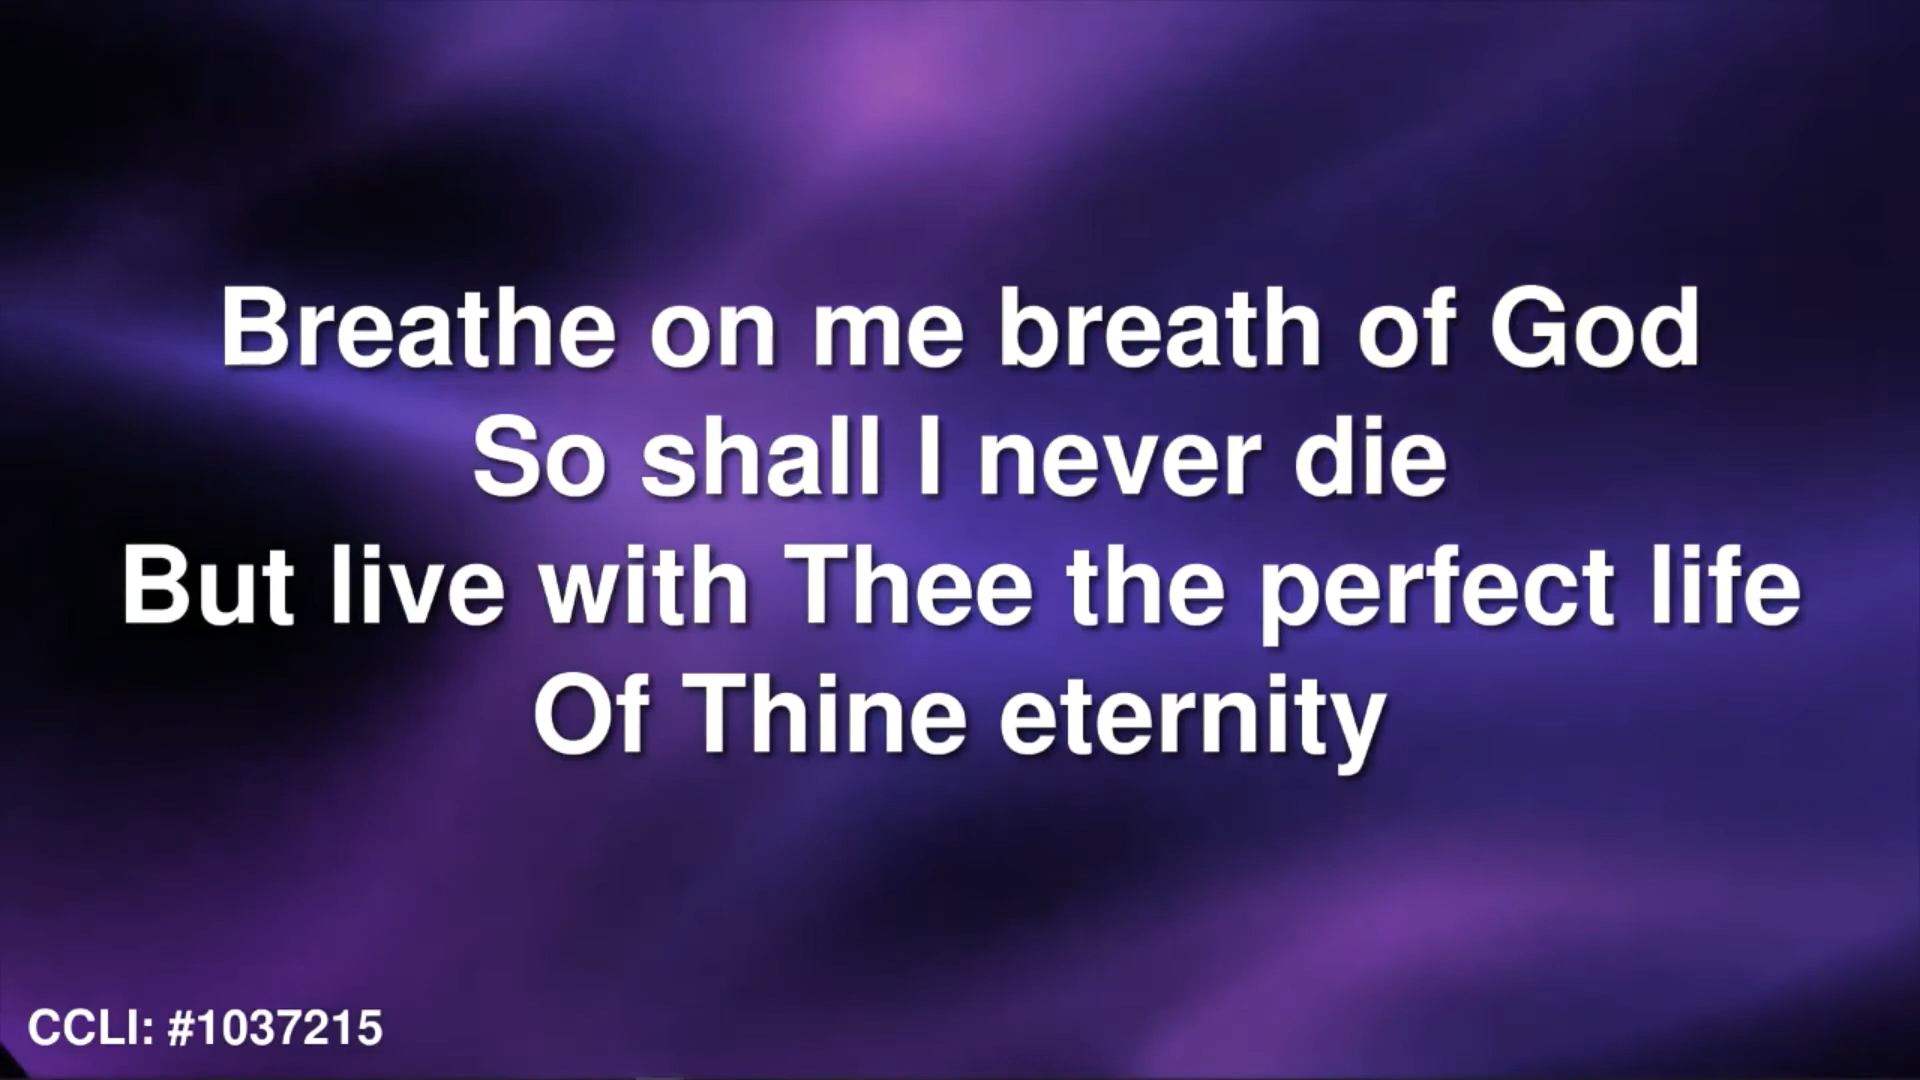 Breathe on me breath of God
So shall I never die
But live with Thee the perfect life
Of Thine eternity
CCLI: #1037215